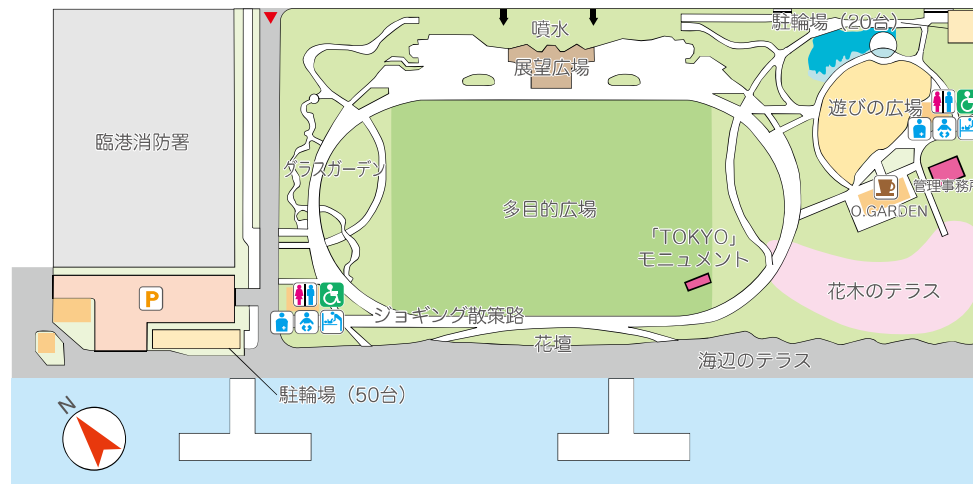 噴水
駐輪場（20台）
展望広場
遊びの広場
臨港消防署
グラスガーデン
管理事務所
多目的広場
O.GARDEN
「TOKYO」
モニュメント
花木のテラス
P
ジョギング散策路
花壇
海辺のテラス
駐輪場（50台）
N